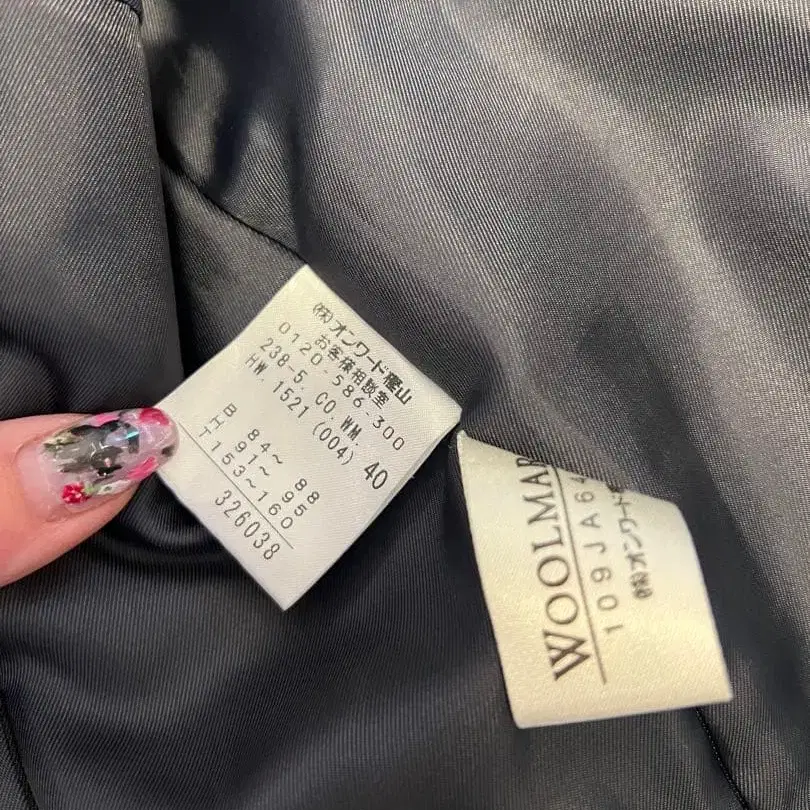 (株)オンワード樫山
お客様相談室
0120-586-300
238-5. CO. WM.
HW. 1521 (004) 40
B 84~ 88
H 91~ 95
T153~160
326038
WOOLMAR
109JA64
(株)オンワード